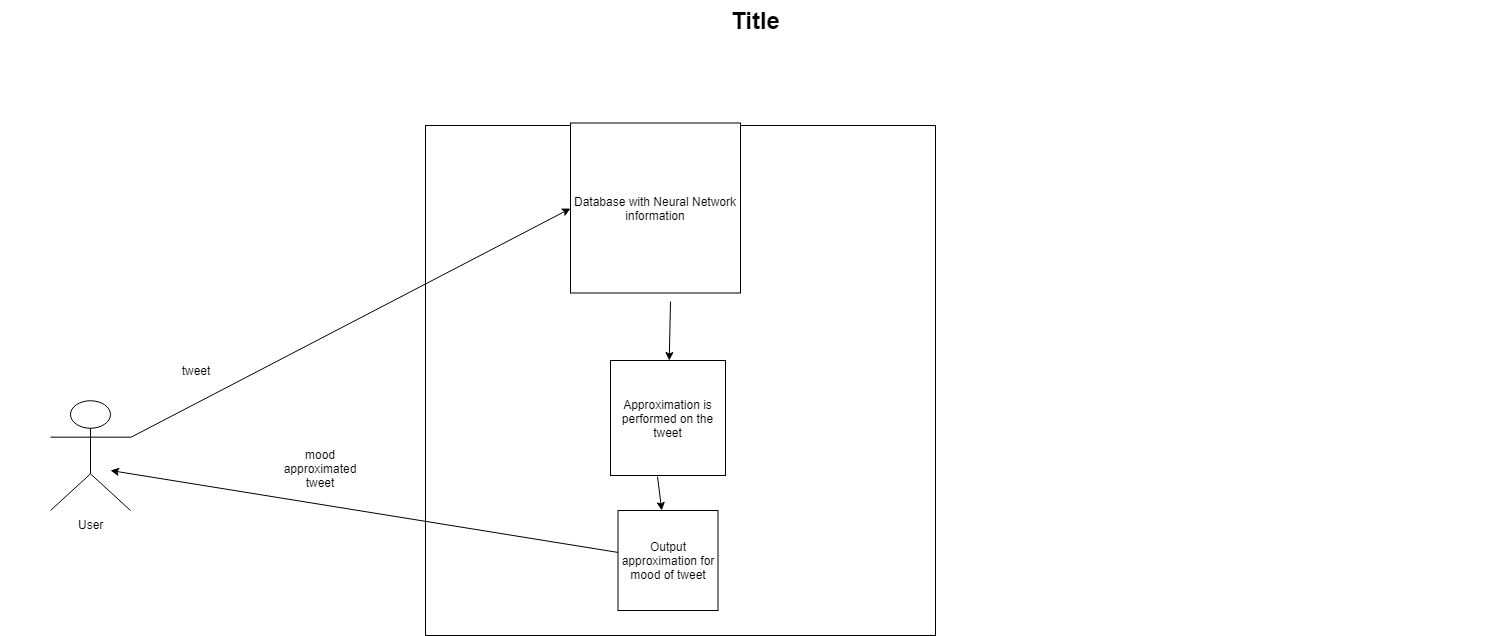 Title
Database with Neural Network
information
tweet
Approximation is
performed on the
tweet
mood
approximated
tweet
User
Output
approximation for
mood of tweet